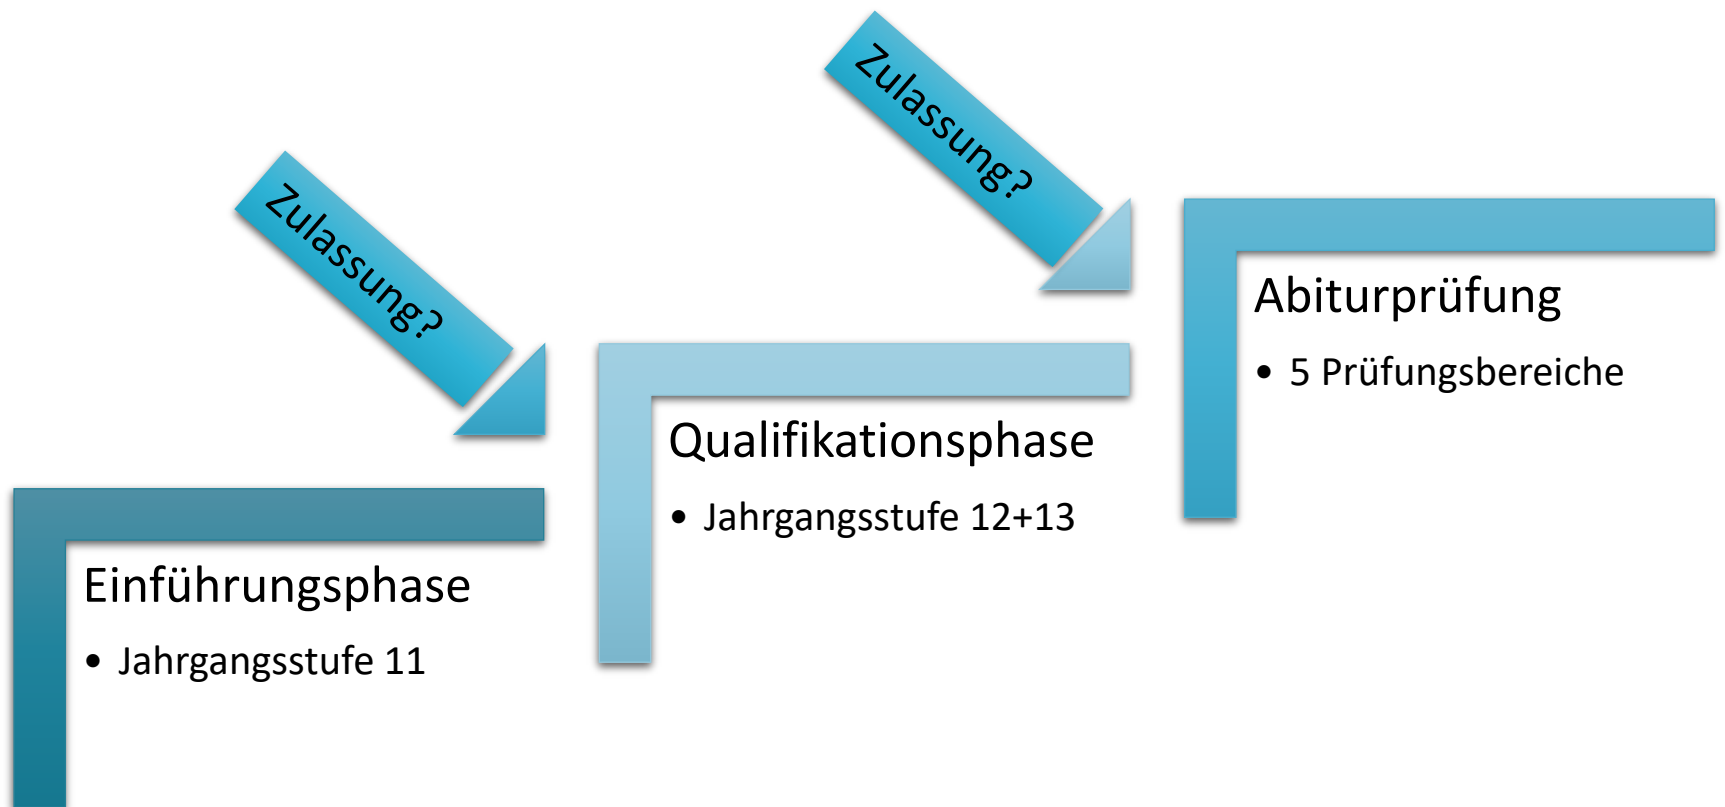 Zulassung?
Zulassung?
Abiturprüfung
• 5 Prüfungsbereiche
Qualifikationsphase
• Jahrgangsstufe 12+13
Einführungsphase
• Jahrgangsstufe 11